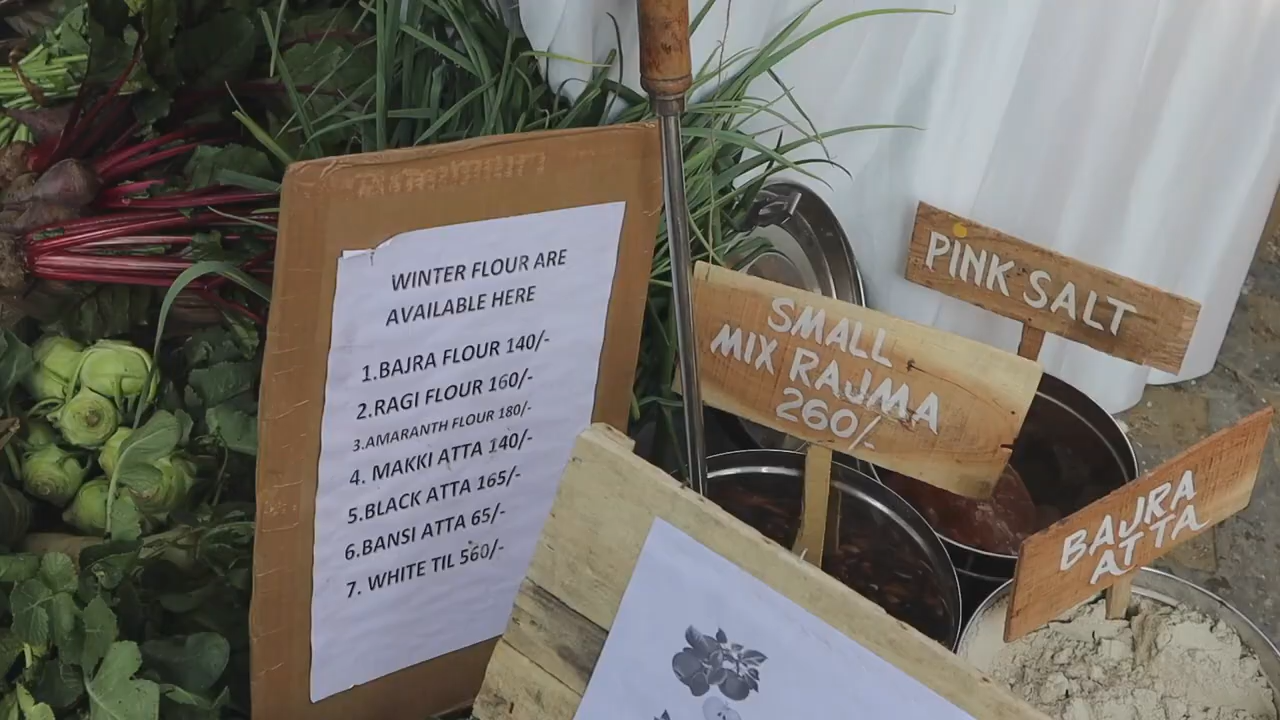 WINTER FLOUR ARE
AVAILABLE HERE
1.BAJRA FLOUR 140/-
2.RAGI FLOUR 160/-
3.AMARANTH FLOUR 180/-
4. MAKKI ATTA 140/-
5.BLACK ATTA 165/-
6.BANSI ATTA 65/-
7. WHITE TIL 560/-
PINK SALT
SMALL
MIX RAJMA
260/-
BAJRA
ATTA